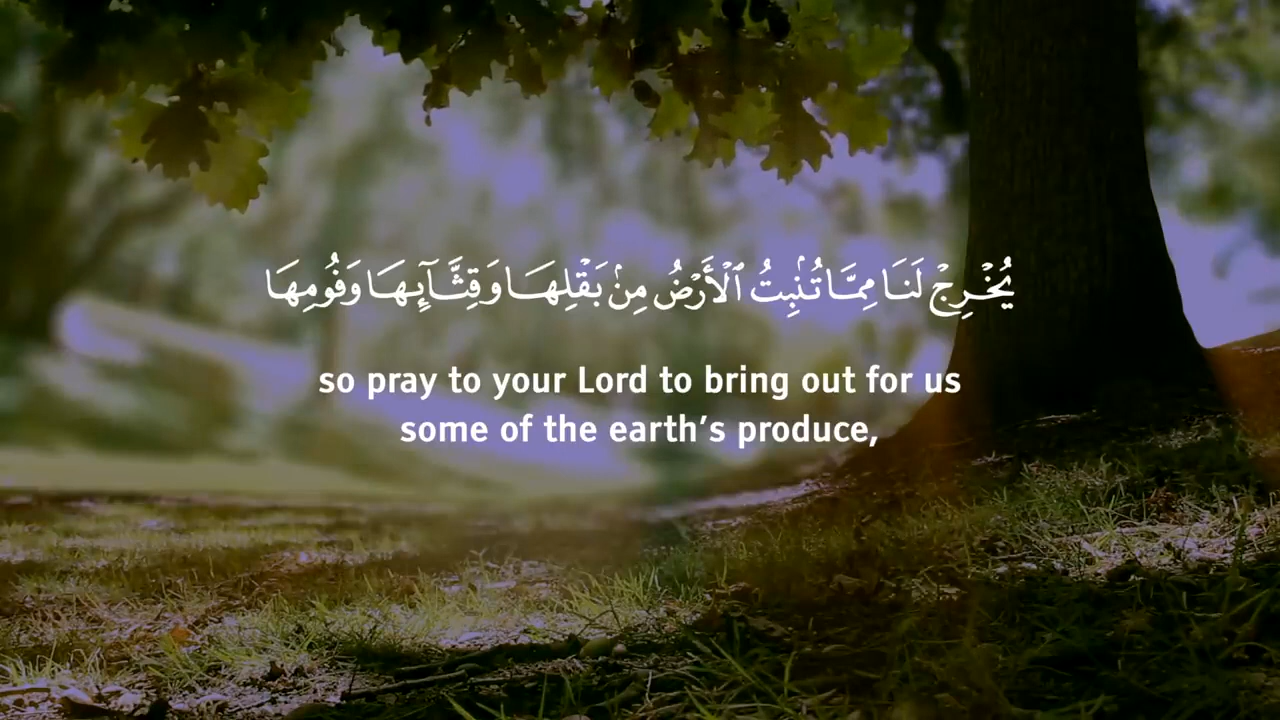 يُخْرِجْ لَنَا مِمَّا تُنۢبِتُ ٱلْأَرْضُ مِنۢ بَقْلِهَا وَقِثَّآئِهَا وَفُومِهَا
so pray to your Lord to bring out for us
some of the earth’s produce,